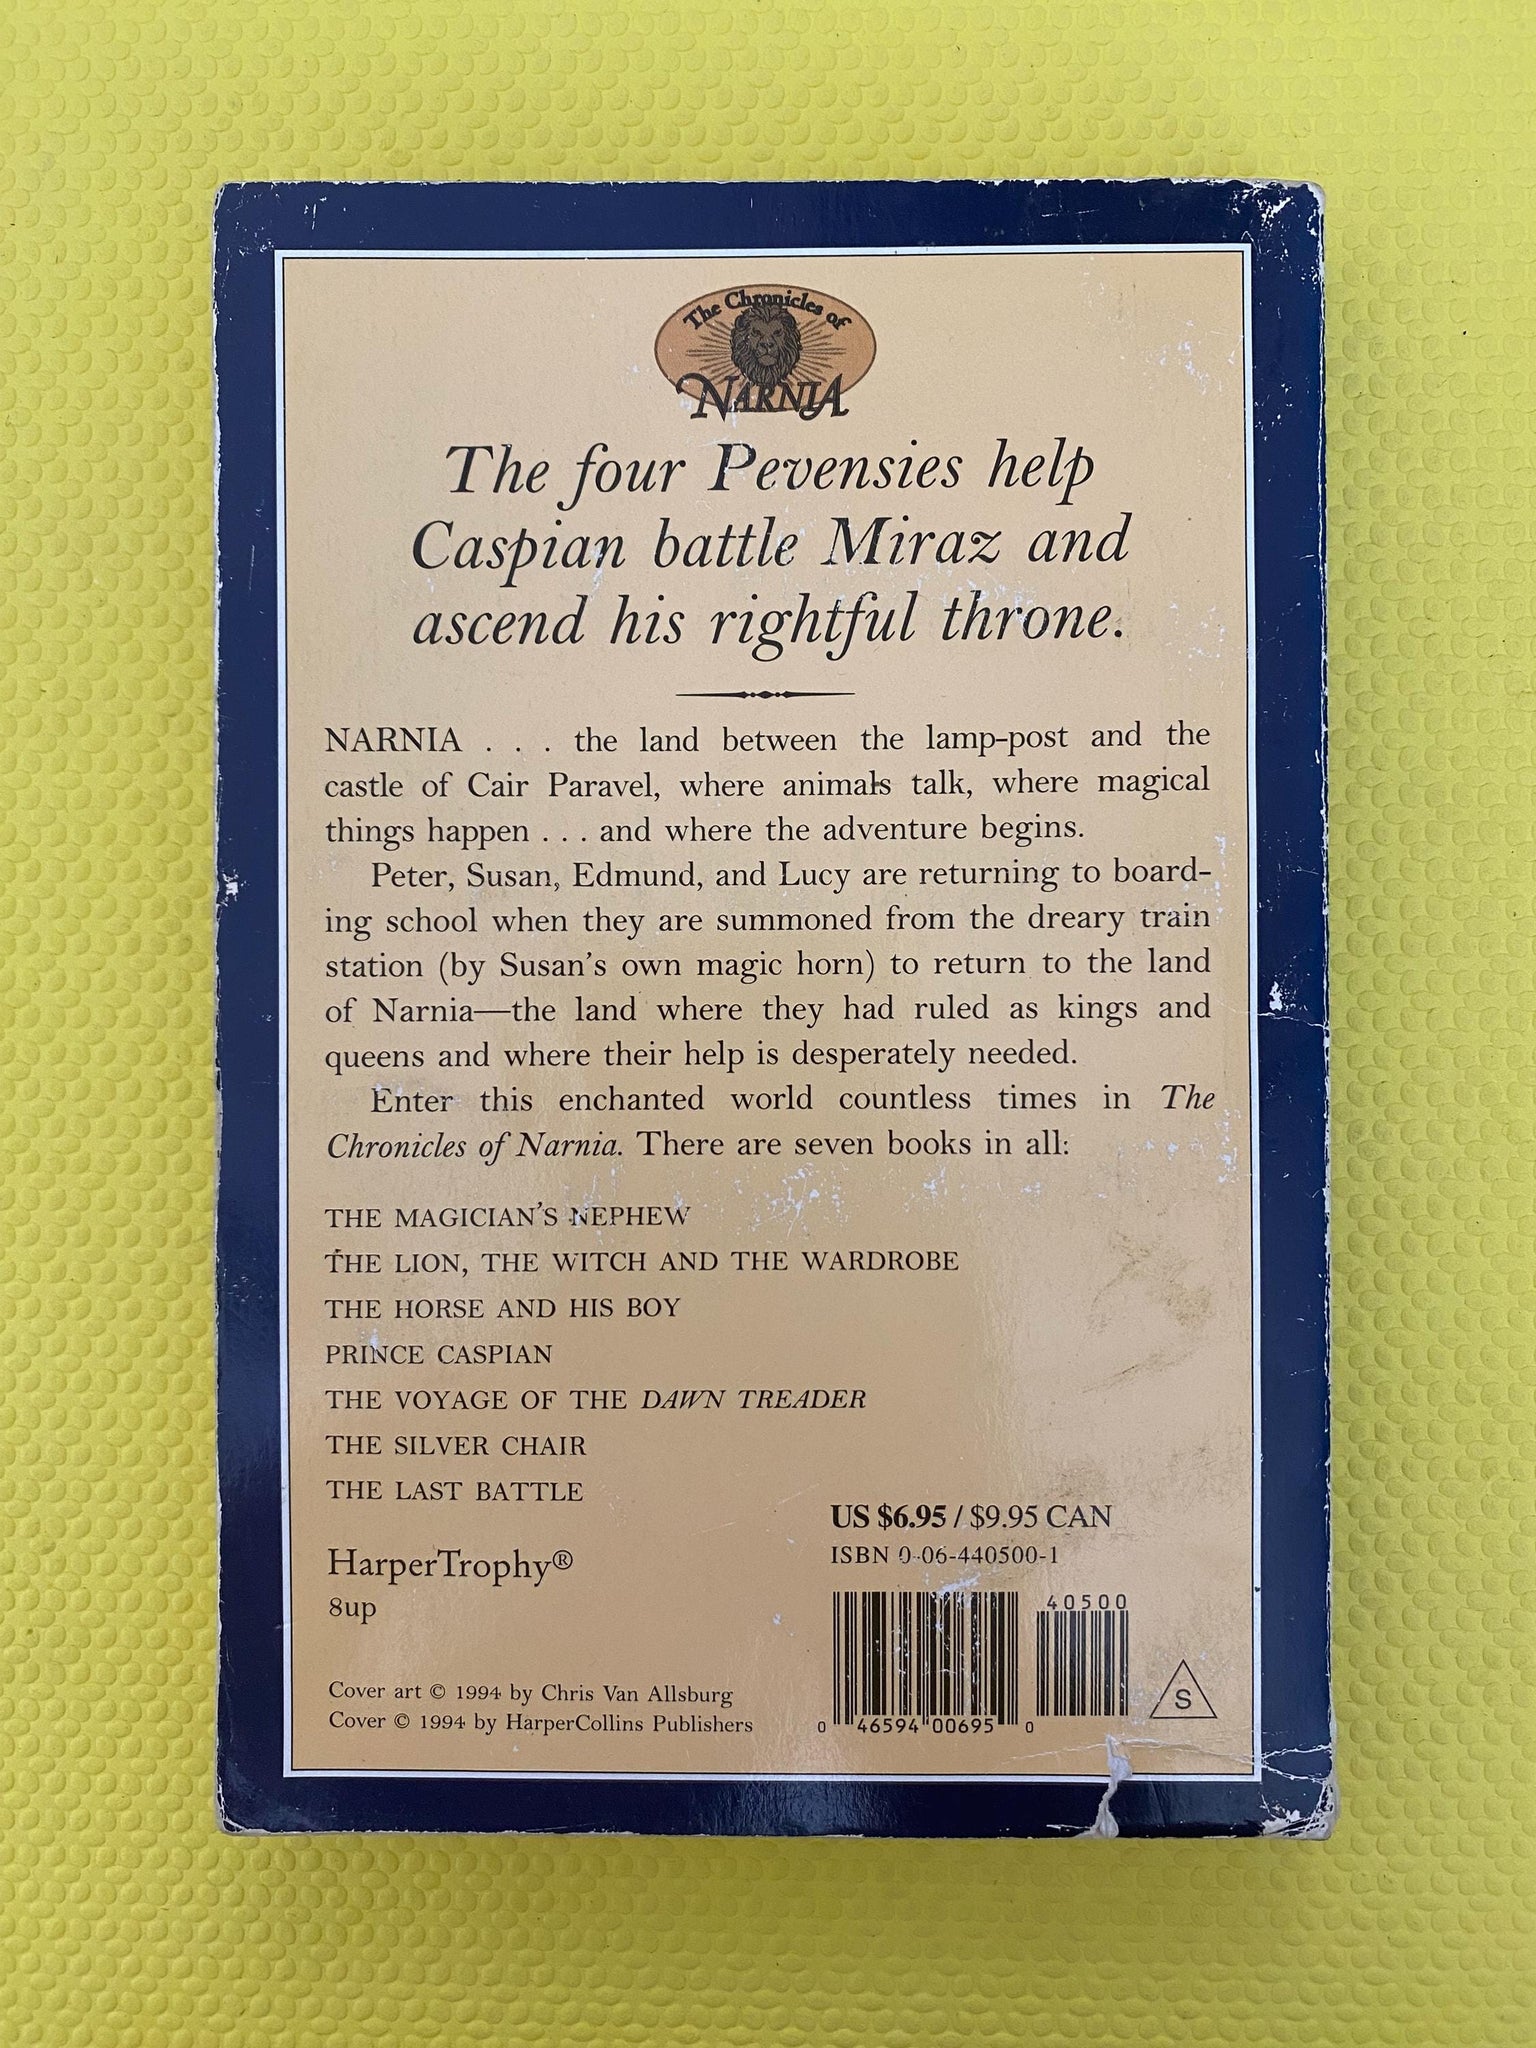 The Chronicles of
NARNIA
The four Pevensies help
Caspian battle Miraz and
ascend his rightful throne.
NARNIA . . . the land between the lamp-post and the
castle of Cair Paravel, where animals talk, where magical
things happen . . . and where the adventure begins.
Peter, Susan, Edmund, and Lucy are returning to board-
ing school when they are summoned from the dreary train
station (by Susan's own magic horn) to return to the land
of Narnia—the land where they had ruled as kings and
queens and where their help is desperately needed.
Enter this enchanted world countless times in The
Chronicles of Narnia. There are seven books in all:
THE MAGICIAN'S NEPHEW
THE LION, THE WITCH AND THE WARDROBE
THE HORSE AND HIS BOY
PRINCE CASPIAN
THE VOYAGE OF THE DAWN TREADER
THE SILVER CHAIR
THE LAST BATTLE
HarperTrophy®
8up
Cover art © 1994 by Chris Van Allsburg
Cover © 1994 by HarperCollins Publishers
US $6.95 / $9.95 CAN
ISBN 0-06-440500-1
40500
0 46594 00695 0
S